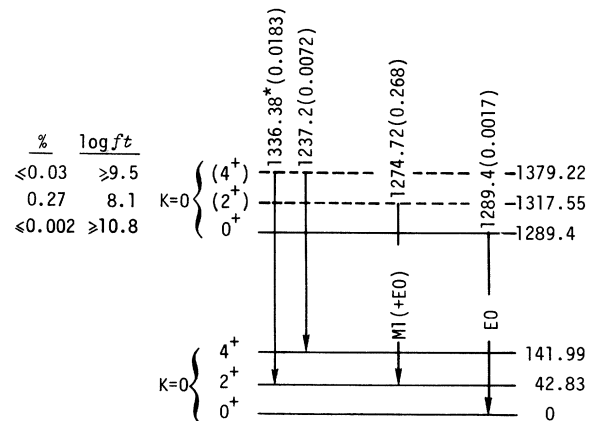 1336.38*(0.0183)
1237.2(0.0072)
1274.72(0.268)
1289.4(0.0017)
% log ft
≤0.03 ≥9.5 (4⁺) 1379.22
0.27 8.1 K=0 (2⁺) 1317.55
≤0.002 ≥10.8 0⁺ 1289.4
M1(+E0)
E0
4⁺ 141.99
K=0 2⁺ 42.83
0⁺ 0